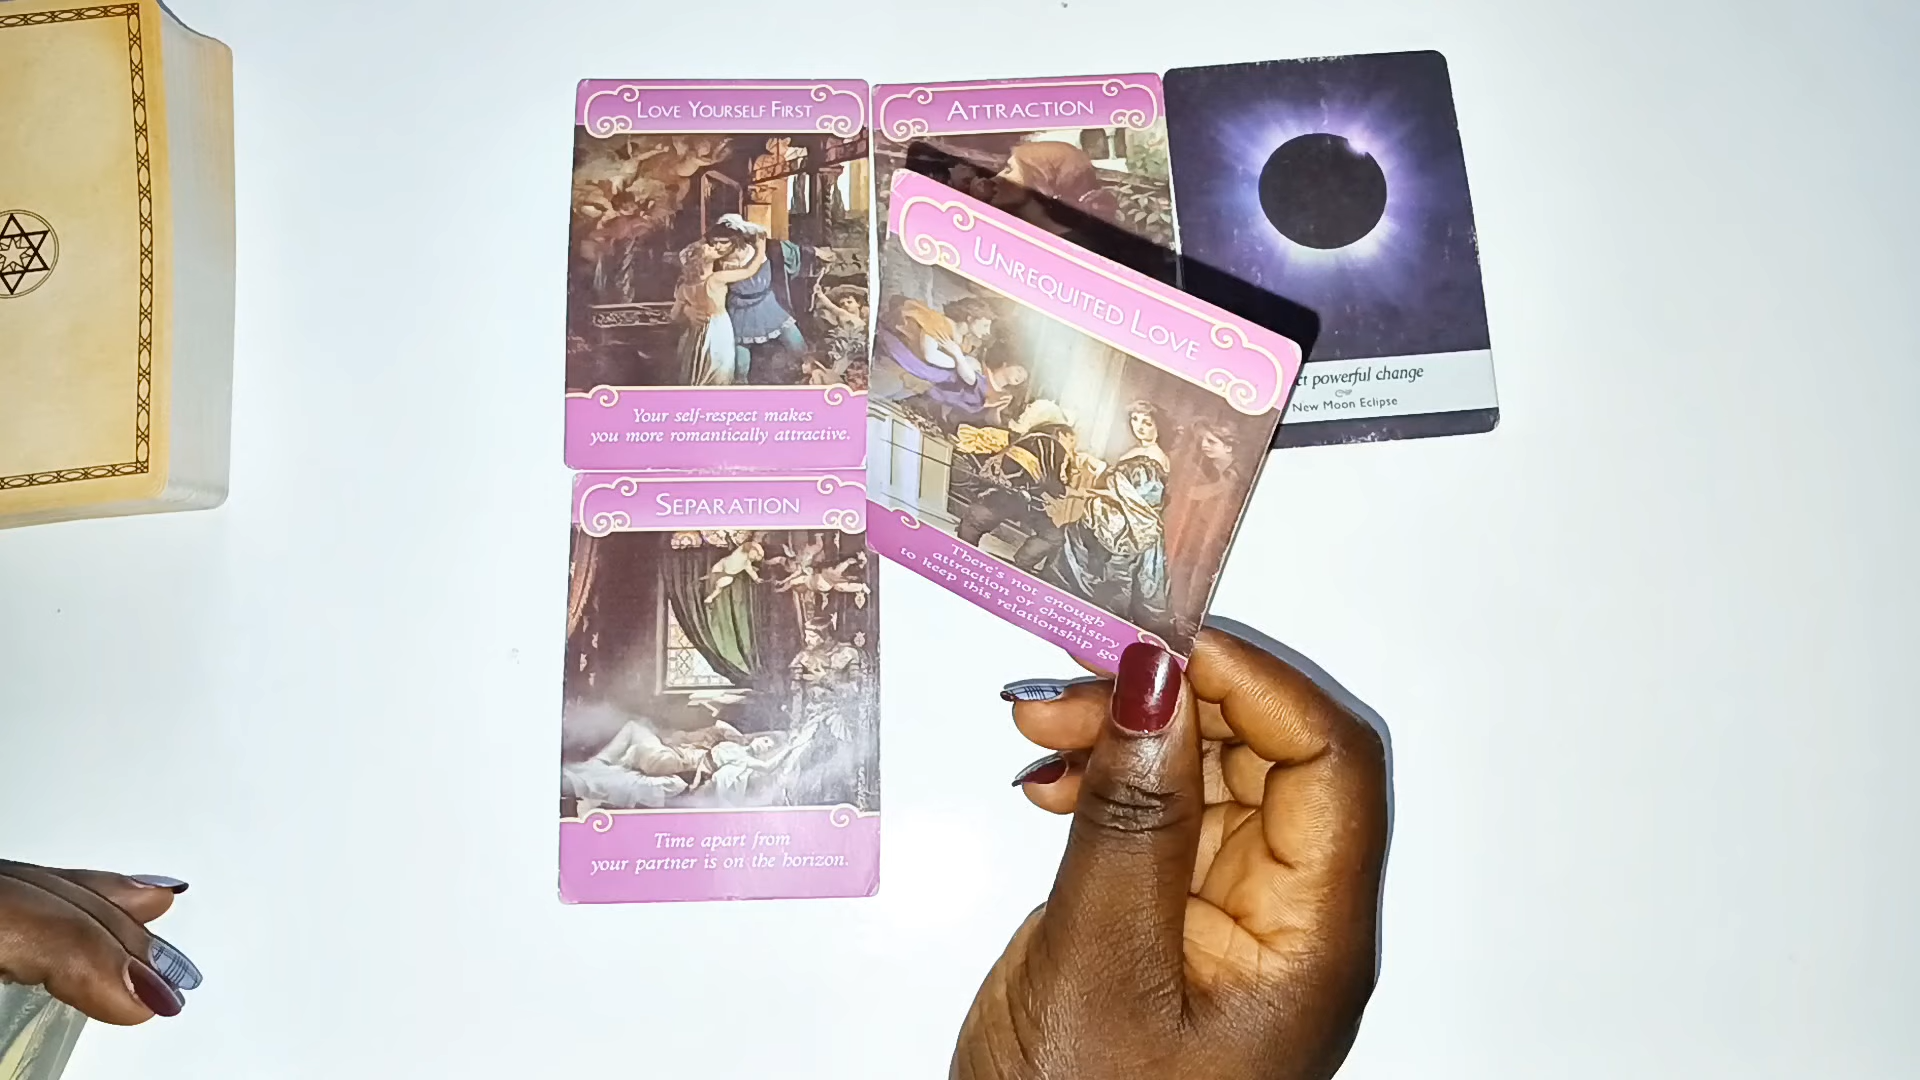 LOVE YOURSELF FIRST
Your self-respect makes
you more romantically attractive.
ATTRACTION
powerful change
New Moon Eclipse
UNREQUITED LOVE
There's not enough
attraction or chemistry
to keep this relationship go
SEPARATION
Time apart from
your partner is on the horizon.